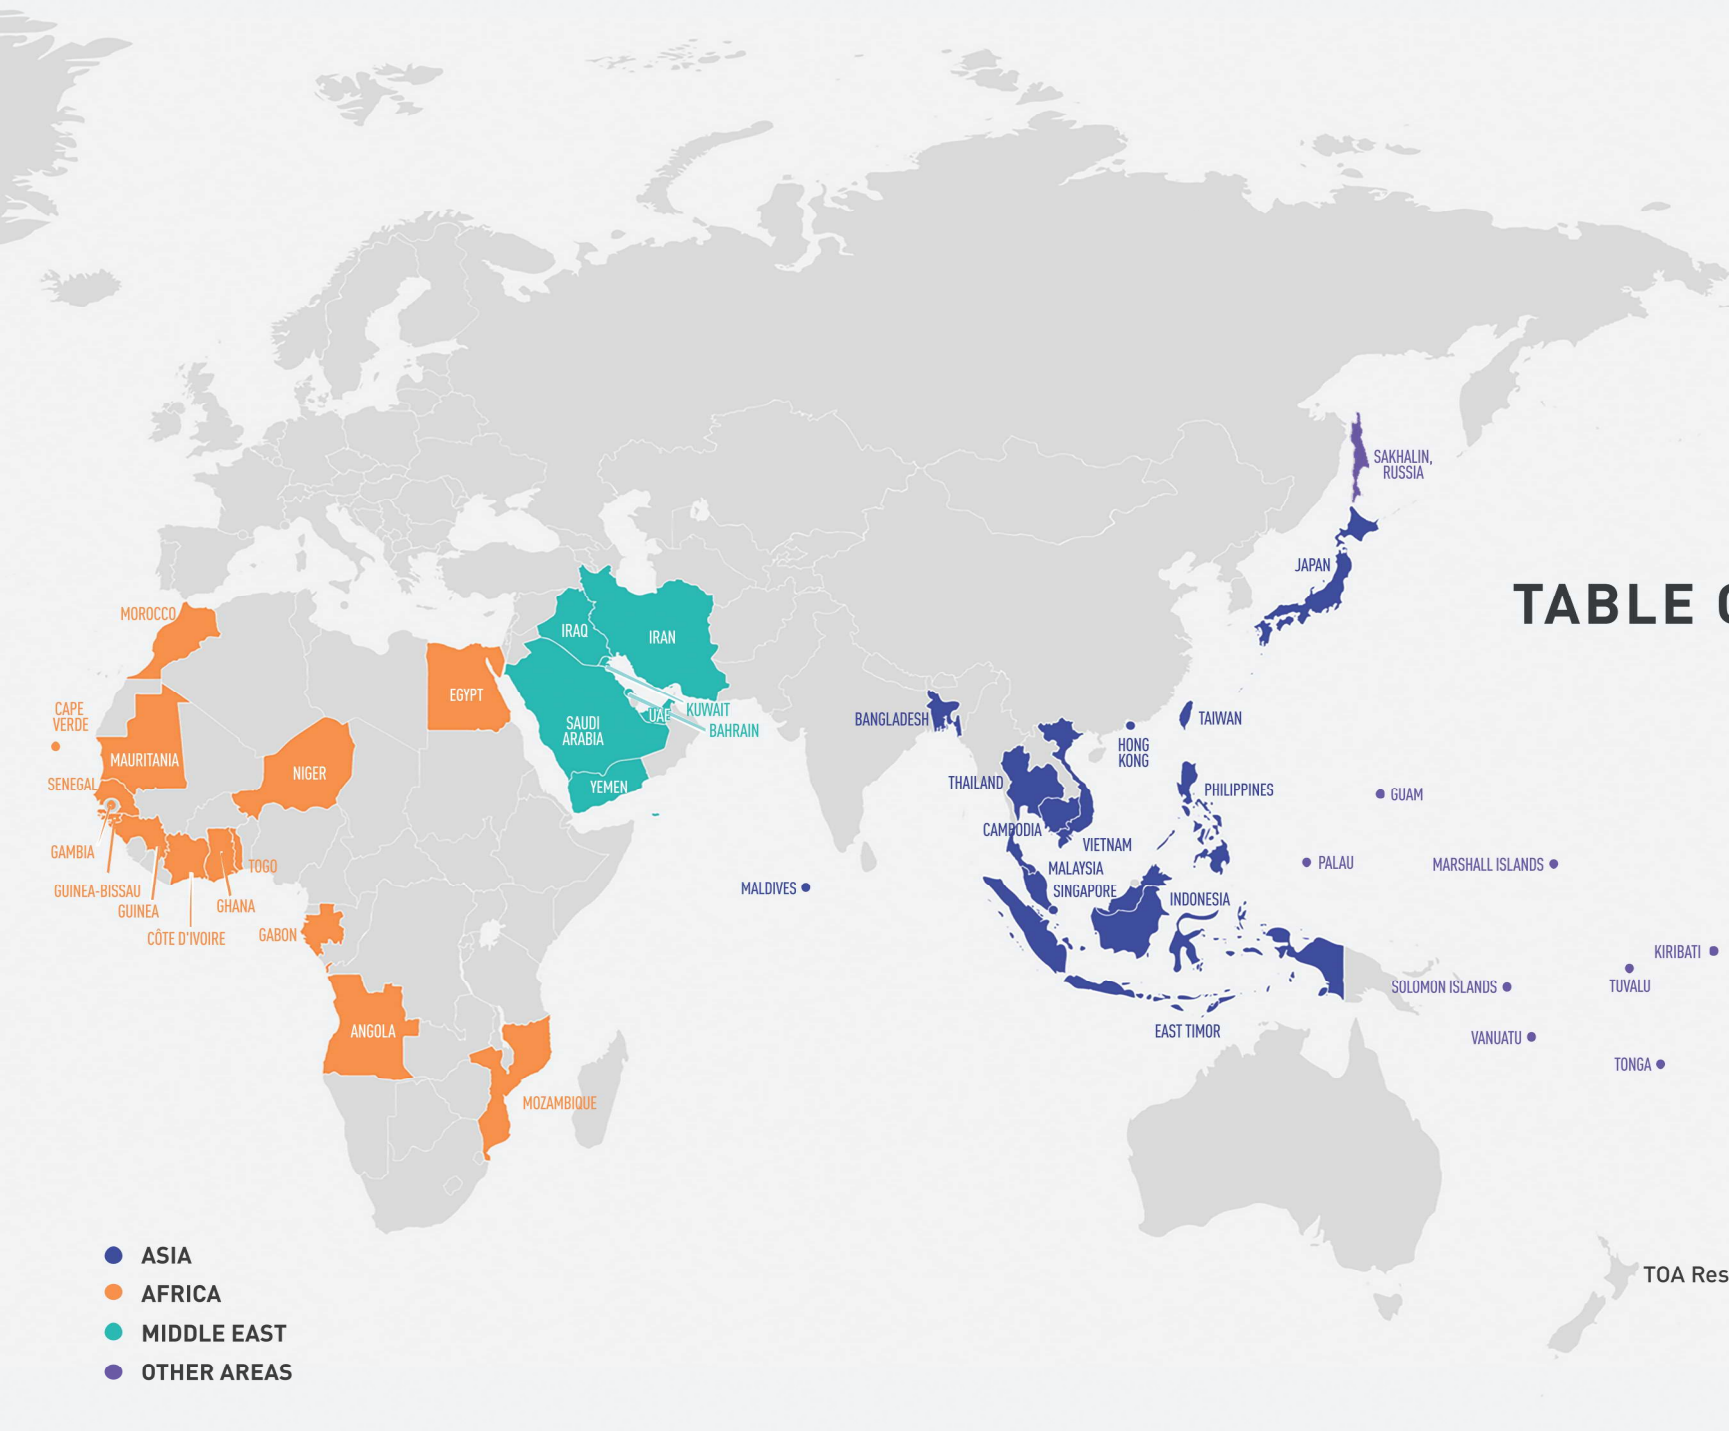 SAKHALIN,
RUSSIA
JAPAN
TABLE
MOROCCO
IRAQ
IRAN
EGYPT
CAPE
VERDE
KUWAIT
UAE
BAHRAIN
SAUDI
ARABIA
BANGLADESH
TAIWAN
HONG
KONG
MAURITANIA
NIGER
SENEGAL
YEMEN
THAILAND
PHILIPPINES
GUAM
CAMBODIA
VIETNAM
GAMBIA
TOGO
MALAYSIA
PALAU
MARSHALL ISLANDS
GUINEA-BISSAU
MALDIVES
SINGAPORE
INDONESIA
GUINEA
GHANA
CÔTE D'IVOIRE
GABON
KIRIBATI
SOLOMON ISLANDS
TUVALU
ANGOLA
EAST TIMOR
VANUATU
TONGA
MOZAMBIQUE
ASIA
AFRICA
MIDDLE EAST
OTHER AREAS
TOA Res